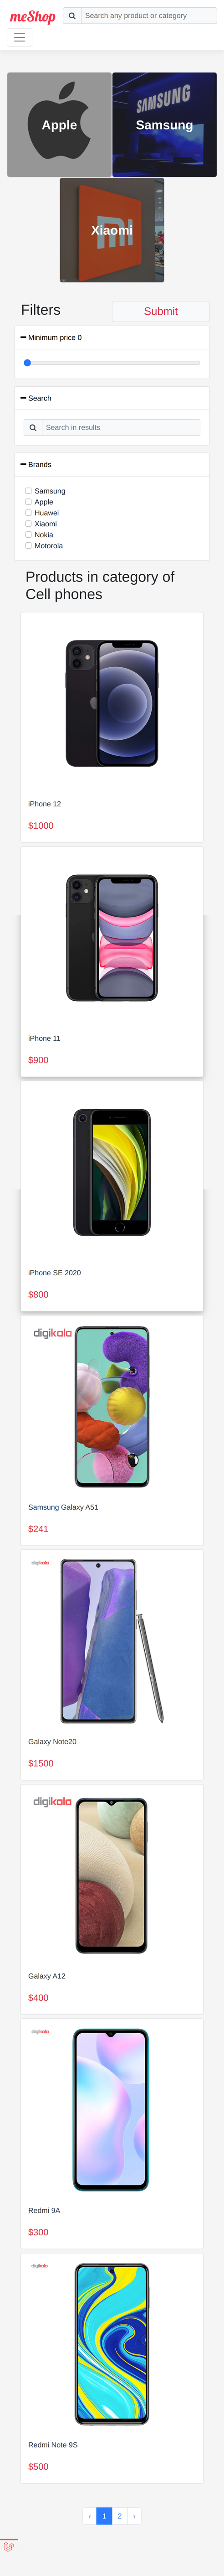 meShop
Search any product or category
Apple
SAMSUNG
Samsung
Xiaomi
Filters
Submit
Minimum price 0
Search
Search in results
Brands
Samsung
Apple
Huawei
Xiaomi
Nokia
Motorola
Products in category of
Cell phones
iPhone 12
$1000
iPhone 11
$900
iPhone SE 2020
$800
digikala
Samsung Galaxy A51
$241
digikala
Galaxy Note20
$1500
digikala
Galaxy A12
$400
digikala
Redmi 9A
$300
digikala
Redmi Note 9S
$500
‹ 1 2 ›